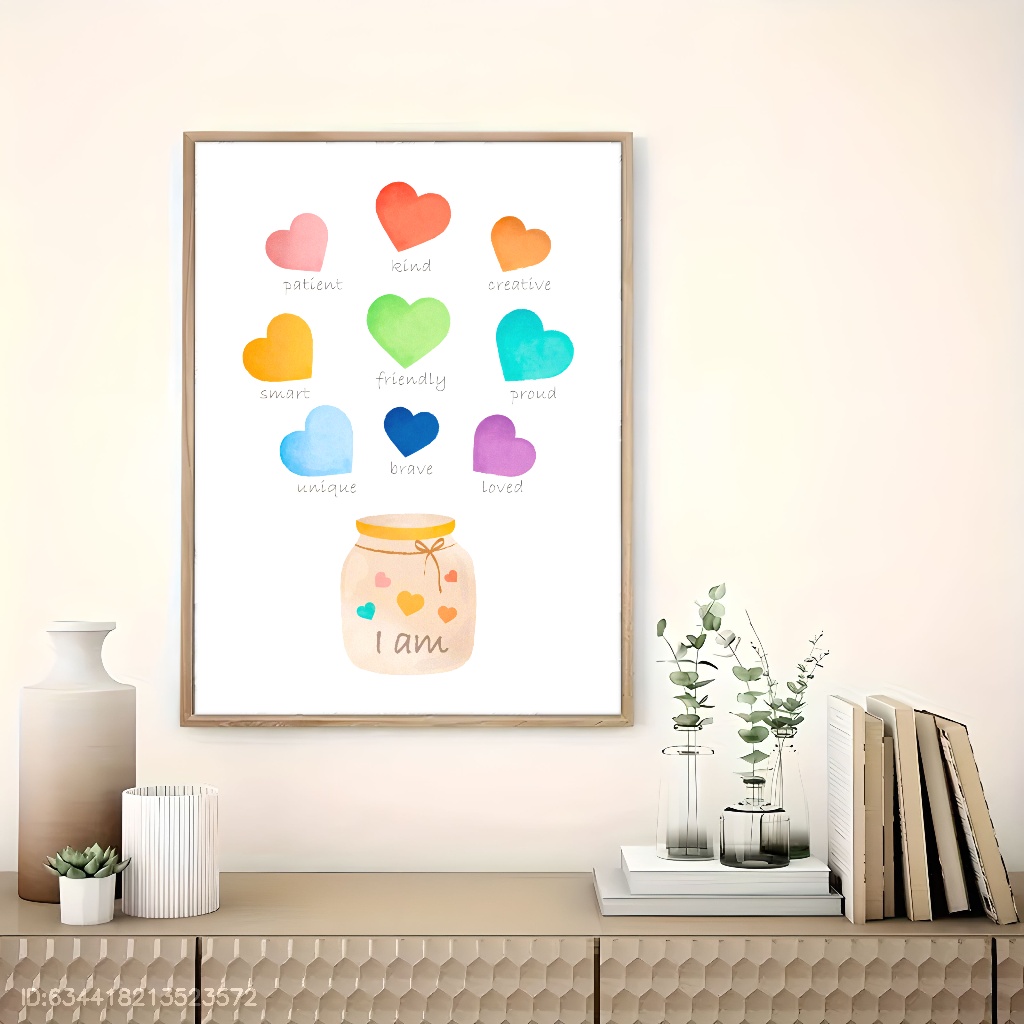 kind
patient
creative
friendly
smart
proud
brave
unique
loved
I am
ID:634418213523572